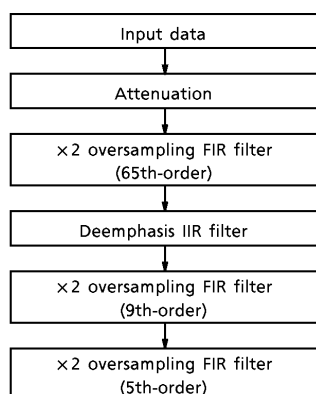 Input data
Attenuation
×2 oversampling FIR filter
(65th-order)
Deemphasis IIR filter
×2 oversampling FIR filter
(9th-order)
×2 oversampling FIR filter
(5th-order)